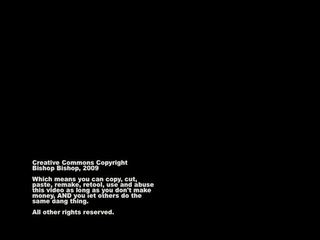 Creative Commons Copyright
Bishop Bishop, 2009
Which means you can copy, cut,
paste, remake, retool, use and abuse
this video as long as you don't make
money, AND you let others do the
same dang thing.
All other rights reserved.